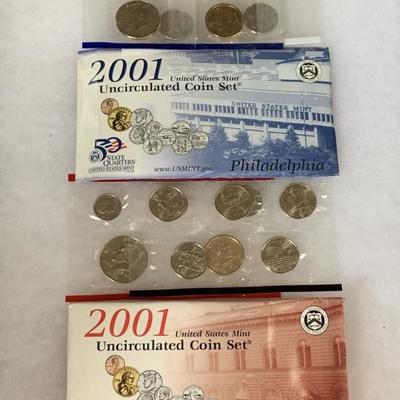 2001 United States Mint
Uncirculated Coin Set®
UNITED STATES MINT
50
STATE
QUARTERS
UNITED STATES MINT
www.USMINT.gov
Philadelphia
2001 United States Mint
Uncirculated Coin Set®